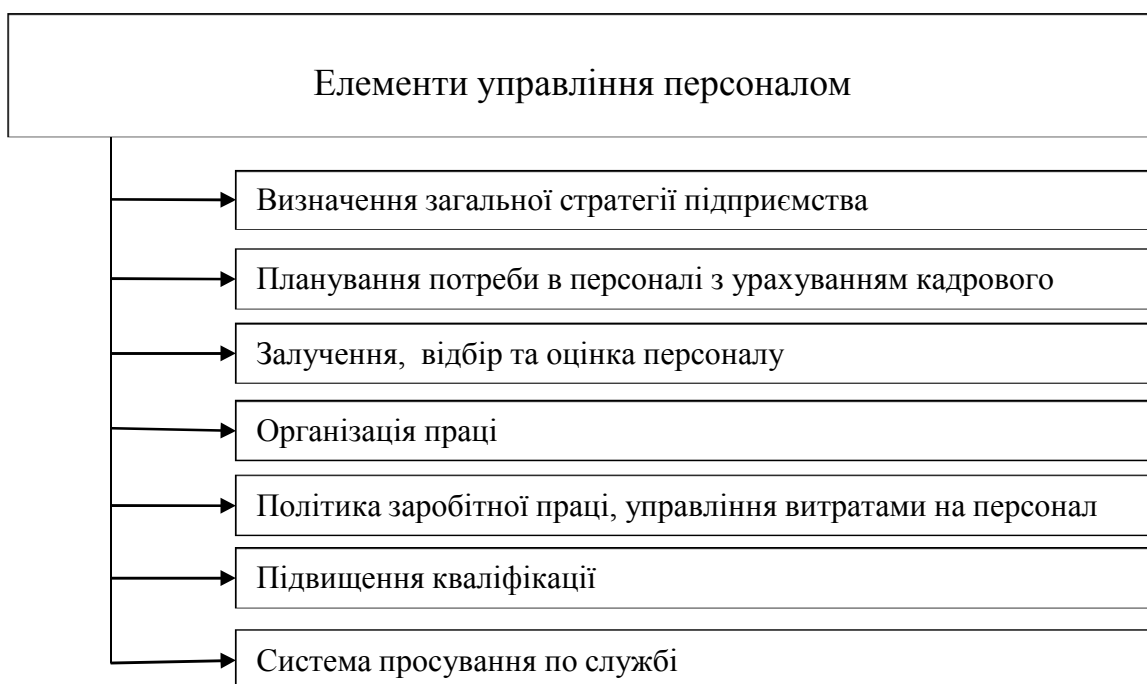 Елементи управління персоналом
Визначення загальної стратегії підприємства
Планування потреби в персоналі з урахуванням кадрового
Залучення, відбір та оцінка персоналу
Організація праці
Політика заробітної праці, управління витратами на персонал
Підвищення кваліфікації
Система просування по службі